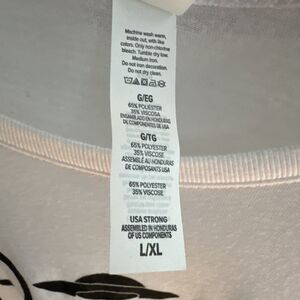 Machine wash warm,
inside out, with like
colors. Only non-chlorine
bleach. Tumble dry low.
Medium iron.
Do not iron decoration.
Do not dry clean.
G/EG
65% POLIÉSTER
35% VISCOSA
ENSAMBLADO EN HONDURAS
DE COMPONENTES DE USA
G/TG
65% POLYESTER
35% VISCOSE
ASSEMBLÉ AU HONDURAS
DE COMPOSANTS USA
65% POLYESTER
35% VISCOSE
USA STRONG
ASSEMBLED IN HONDURAS
OF US COMPONENTS
L/XL